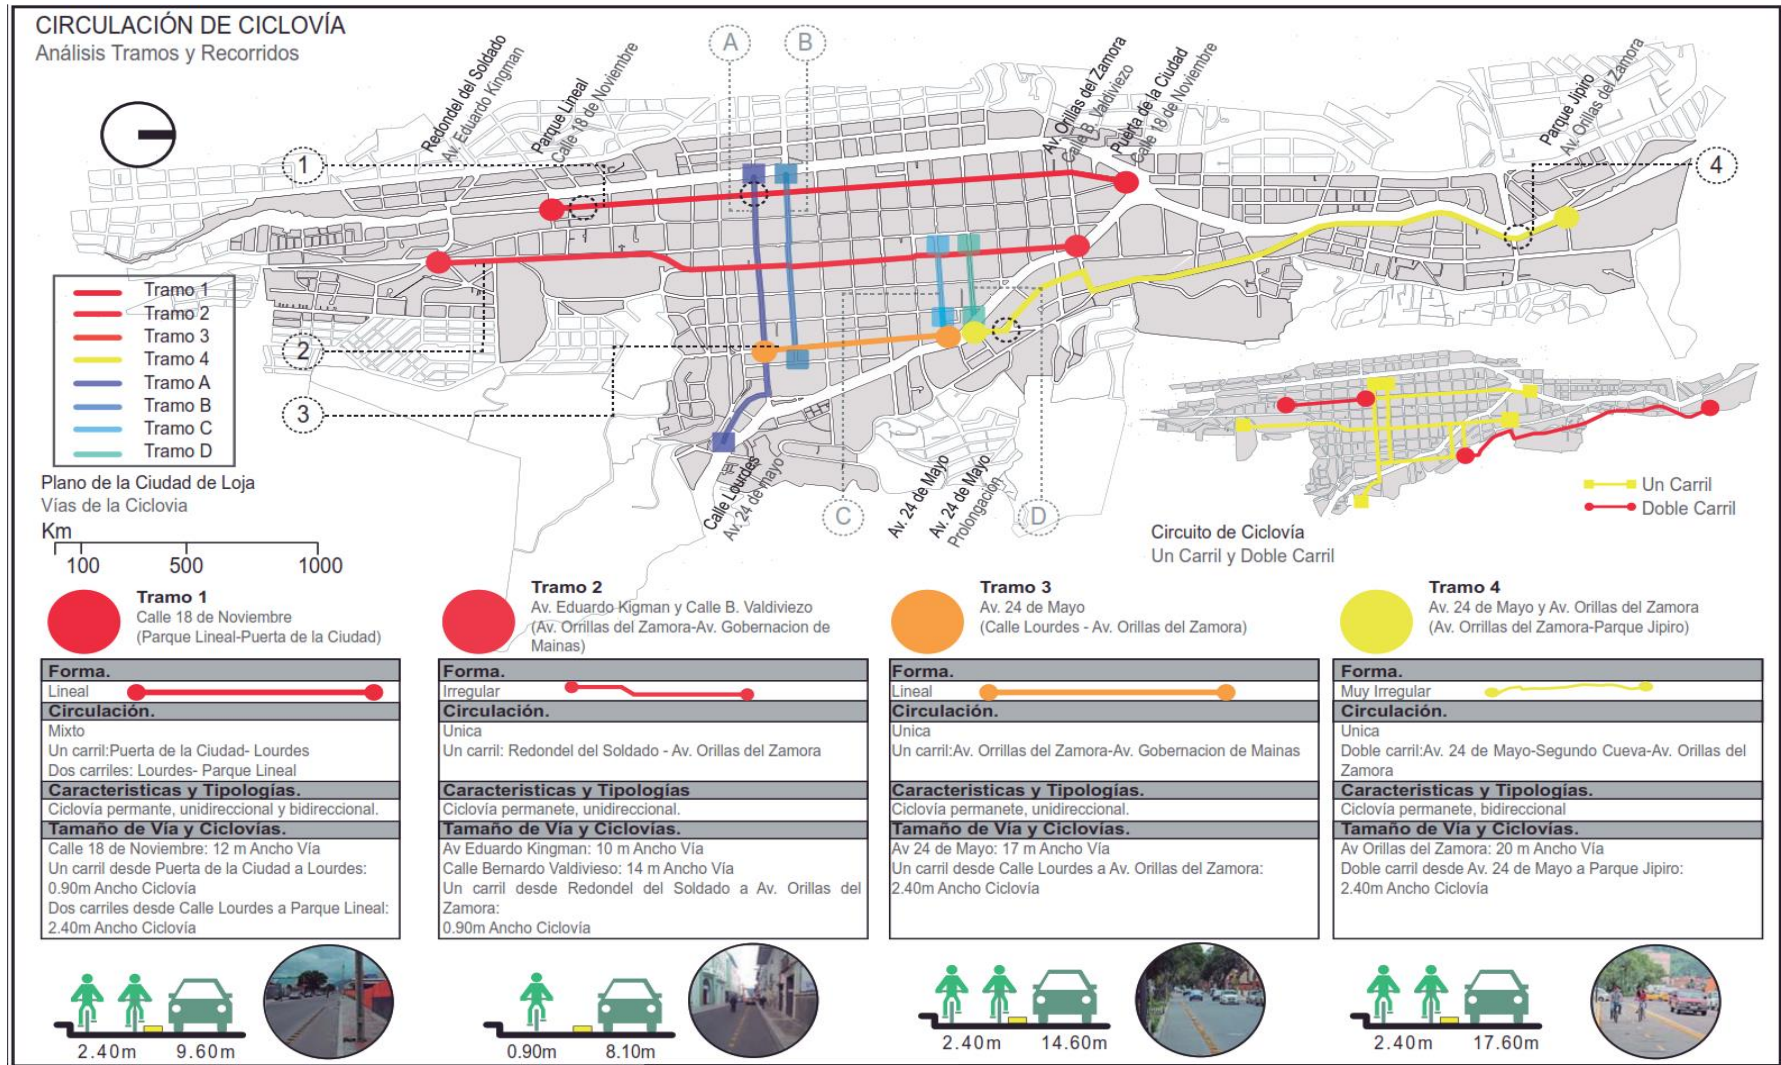 CIRCULACIÓN DE CICLOVÍA
Análisis Tramos y Recorridos
A
B
Redondel del Soldado
Av. Eduardo Kingman
Parque Lineal
Calle 18 de Noviembre
Av. Orillas del Zamora
Calle B. Valdiviezo
Puerta de la Ciudad
Calle 18 de Noviembre
Parque Jipiro
Av. Orillas del Zamora
1
4
2
3
Tramo 1
Tramo 2
Tramo 3
Tramo 4
Tramo A
Tramo B
Tramo C
Tramo D
Plano de la Ciudad de Loja
Vías de la Ciclovia
Km
100 500 1000
Calle Lourdes
Av. 24 de mayo
C
Av. 24 de Mayo
Av. 24 de Mayo
Prolongación
D
Un Carril
Doble Carril
Circuito de Ciclovía
Un Carril y Doble Carril
Tramo 1
Calle 18 de Noviembre
(Parque Lineal-Puerta de la Ciudad)
Forma.
Lineal
Circulación.
Mixto
Un carril:Puerta de la Ciudad- Lourdes
Dos carriles: Lourdes- Parque Lineal
Caracteristicas y Tipologías.
Ciclovía permante, unidireccional y bidireccional.
Tamaño de Vía y Ciclovías.
Calle 18 de Noviembre: 12 m Ancho Vía
Un carril desde Puerta de la Ciudad a Lourdes:
0.90m Ancho Ciclovía
Dos carriles desde Calle Lourdes a Parque Lineal:
2.40m Ancho Ciclovía
2.40m 9.60m
Tramo 2
Av. Eduardo Kigman y Calle B. Valdiviezo
(Av. Orrillas del Zamora-Av. Gobernacion de
Mainas)
Forma.
Irregular
Circulación.
Unica
Un carril: Redondel del Soldado - Av. Orillas del Zamora
Caracteristicas y Tipologías
Ciclovía permanete, unidireccional.
Tamaño de Vía y Ciclovías.
Av Eduardo Kingman: 10 m Ancho Vía
Calle Bernardo Valdivieso: 14 m Ancho Vía
Un carril desde Redondel del Soldado a Av. Orillas del
Zamora:
0.90m Ancho Ciclovía
0.90m 8.10m
Tramo 3
Av. 24 de Mayo
(Calle Lourdes - Av. Orillas del Zamora)
Forma.
Lineal
Circulación.
Unica
Un carril:Av. Orrillas del Zamora-Av. Gobernacion de Mainas
Caracteristicas y Tipologías.
Ciclovía permanete, unidireccional.
Tamaño de Vía y Ciclovías.
Av 24 de Mayo: 17 m Ancho Vía
Un carril desde Calle Lourdes a Av. Orillas del Zamora:
2.40m Ancho Ciclovía
2.40m 14.60m
Tramo 4
Av. 24 de Mayo y Av. Orillas del Zamora
(Av. Orrillas del Zamora-Parque Jipiro)
Forma.
Muy Irregular
Circulación.
Unica
Doble carril:Av. 24 de Mayo-Segundo Cueva-Av. Orillas del
Zamora
Caracteristicas y Tipologías.
Ciclovía permanete, bidireccional
Tamaño de Vía y Ciclovías.
Av Orillas del Zamora: 20 m Ancho Vía
Doble carril desde Av. 24 de Mayo a Parque Jipiro:
2.40m Ancho Ciclovía
2.40m 17.60m